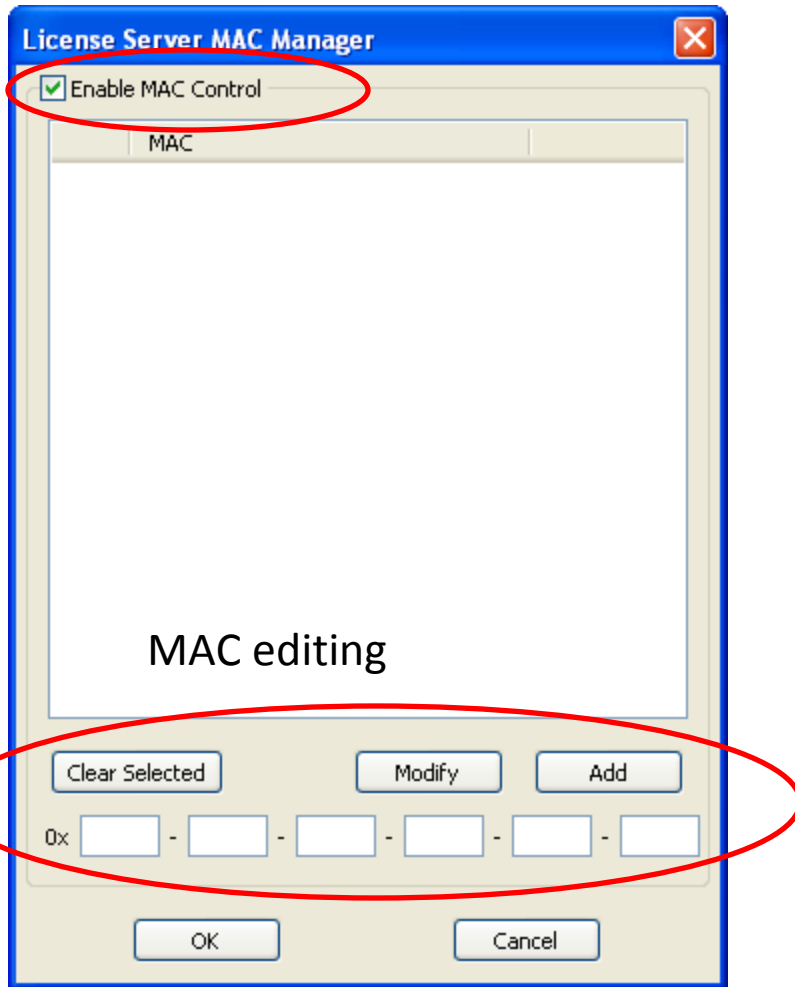 License Server MAC Manager
Enable MAC Control
MAC
MAC editing
Clear Selected Modify Add
0x - - - - -
OK Cancel